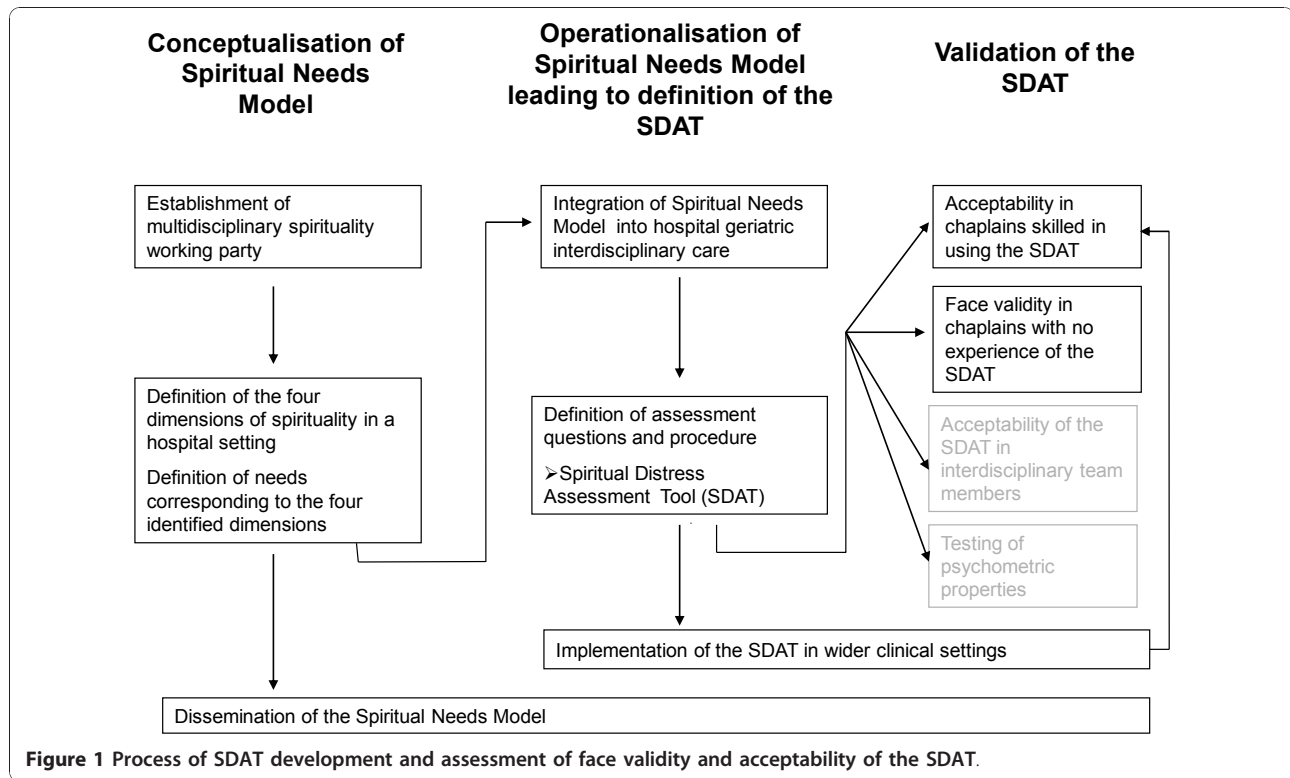 Conceptualisation of
Spiritual Needs
Model
Operationalisation of
Spiritual Needs Model
leading to definition of the
SDAT
Validation of the
SDAT
Establishment of
multidisciplinary spirituality
working party
Definition of the four
dimensions of spirituality in a
hospital setting
Definition of needs
corresponding to the four
identified dimensions
Integration of Spiritual Needs
Model into hospital geriatric
interdisciplinary care
Definition of assessment
questions and procedure
➢Spiritual Distress
Assessment Tool (SDAT)
Acceptability in
chaplains skilled in
using the SDAT
Face validity in
chaplains with no
experience of the
SDAT
Acceptability of the
SDAT in
interdisciplinary team
members
Testing of
psychometric
properties
Implementation of the SDAT in wider clinical settings
Dissemination of the Spiritual Needs Model
Figure 1 Process of SDAT development and assessment of face validity and acceptability of the SDAT.